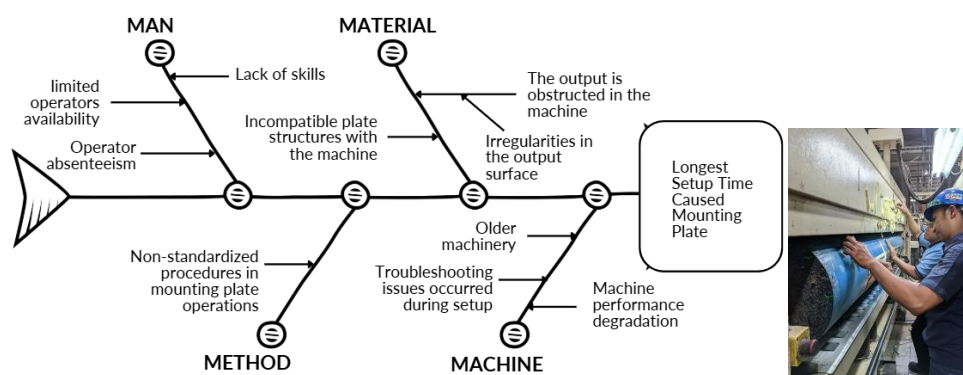 MAN
MATERIAL
Lack of skills
limited
operators
availability
Operator
absenteeism
The output is
obstructed in the
machine
Incompatible plate
structures with
the machine
Irregularities in
the output
surface
Longest
Setup Time
Caused
Mounting
Plate
Non-standardized
procedures in
mounting plate
operations
Older
machinery
Troubleshooting
issues occurred
during setup
Machine
performance
degradation
METHOD
MACHINE